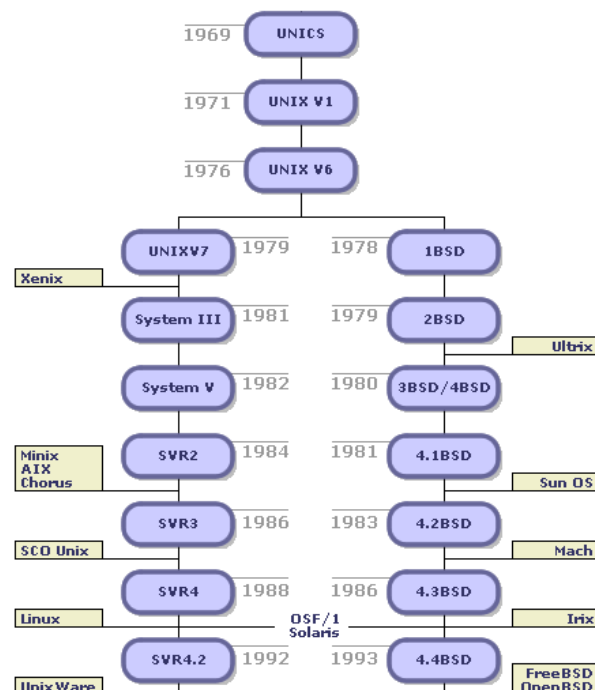 1969 UNICS
1971 UNIX V1
1976 UNIX V6
UNIXV7 1979 1978 1BSD
Xenix
System III 1981 1979 2BSD
Ultrix
System V 1982 1980 3BSD/4BSD
SVR2 1984 1981 4.1BSD
Minix
AIX
Chorus
Sun OS
SVR3 1986 1983 4.2BSD
SCO Unix
Mach
SVR4 1988 1986 4.3BSD
Linux
OSF/1
Solaris
Irix
SVR4.2 1992 1993 4.4BSD
UnixWare
FreeBSD
OpenBSD